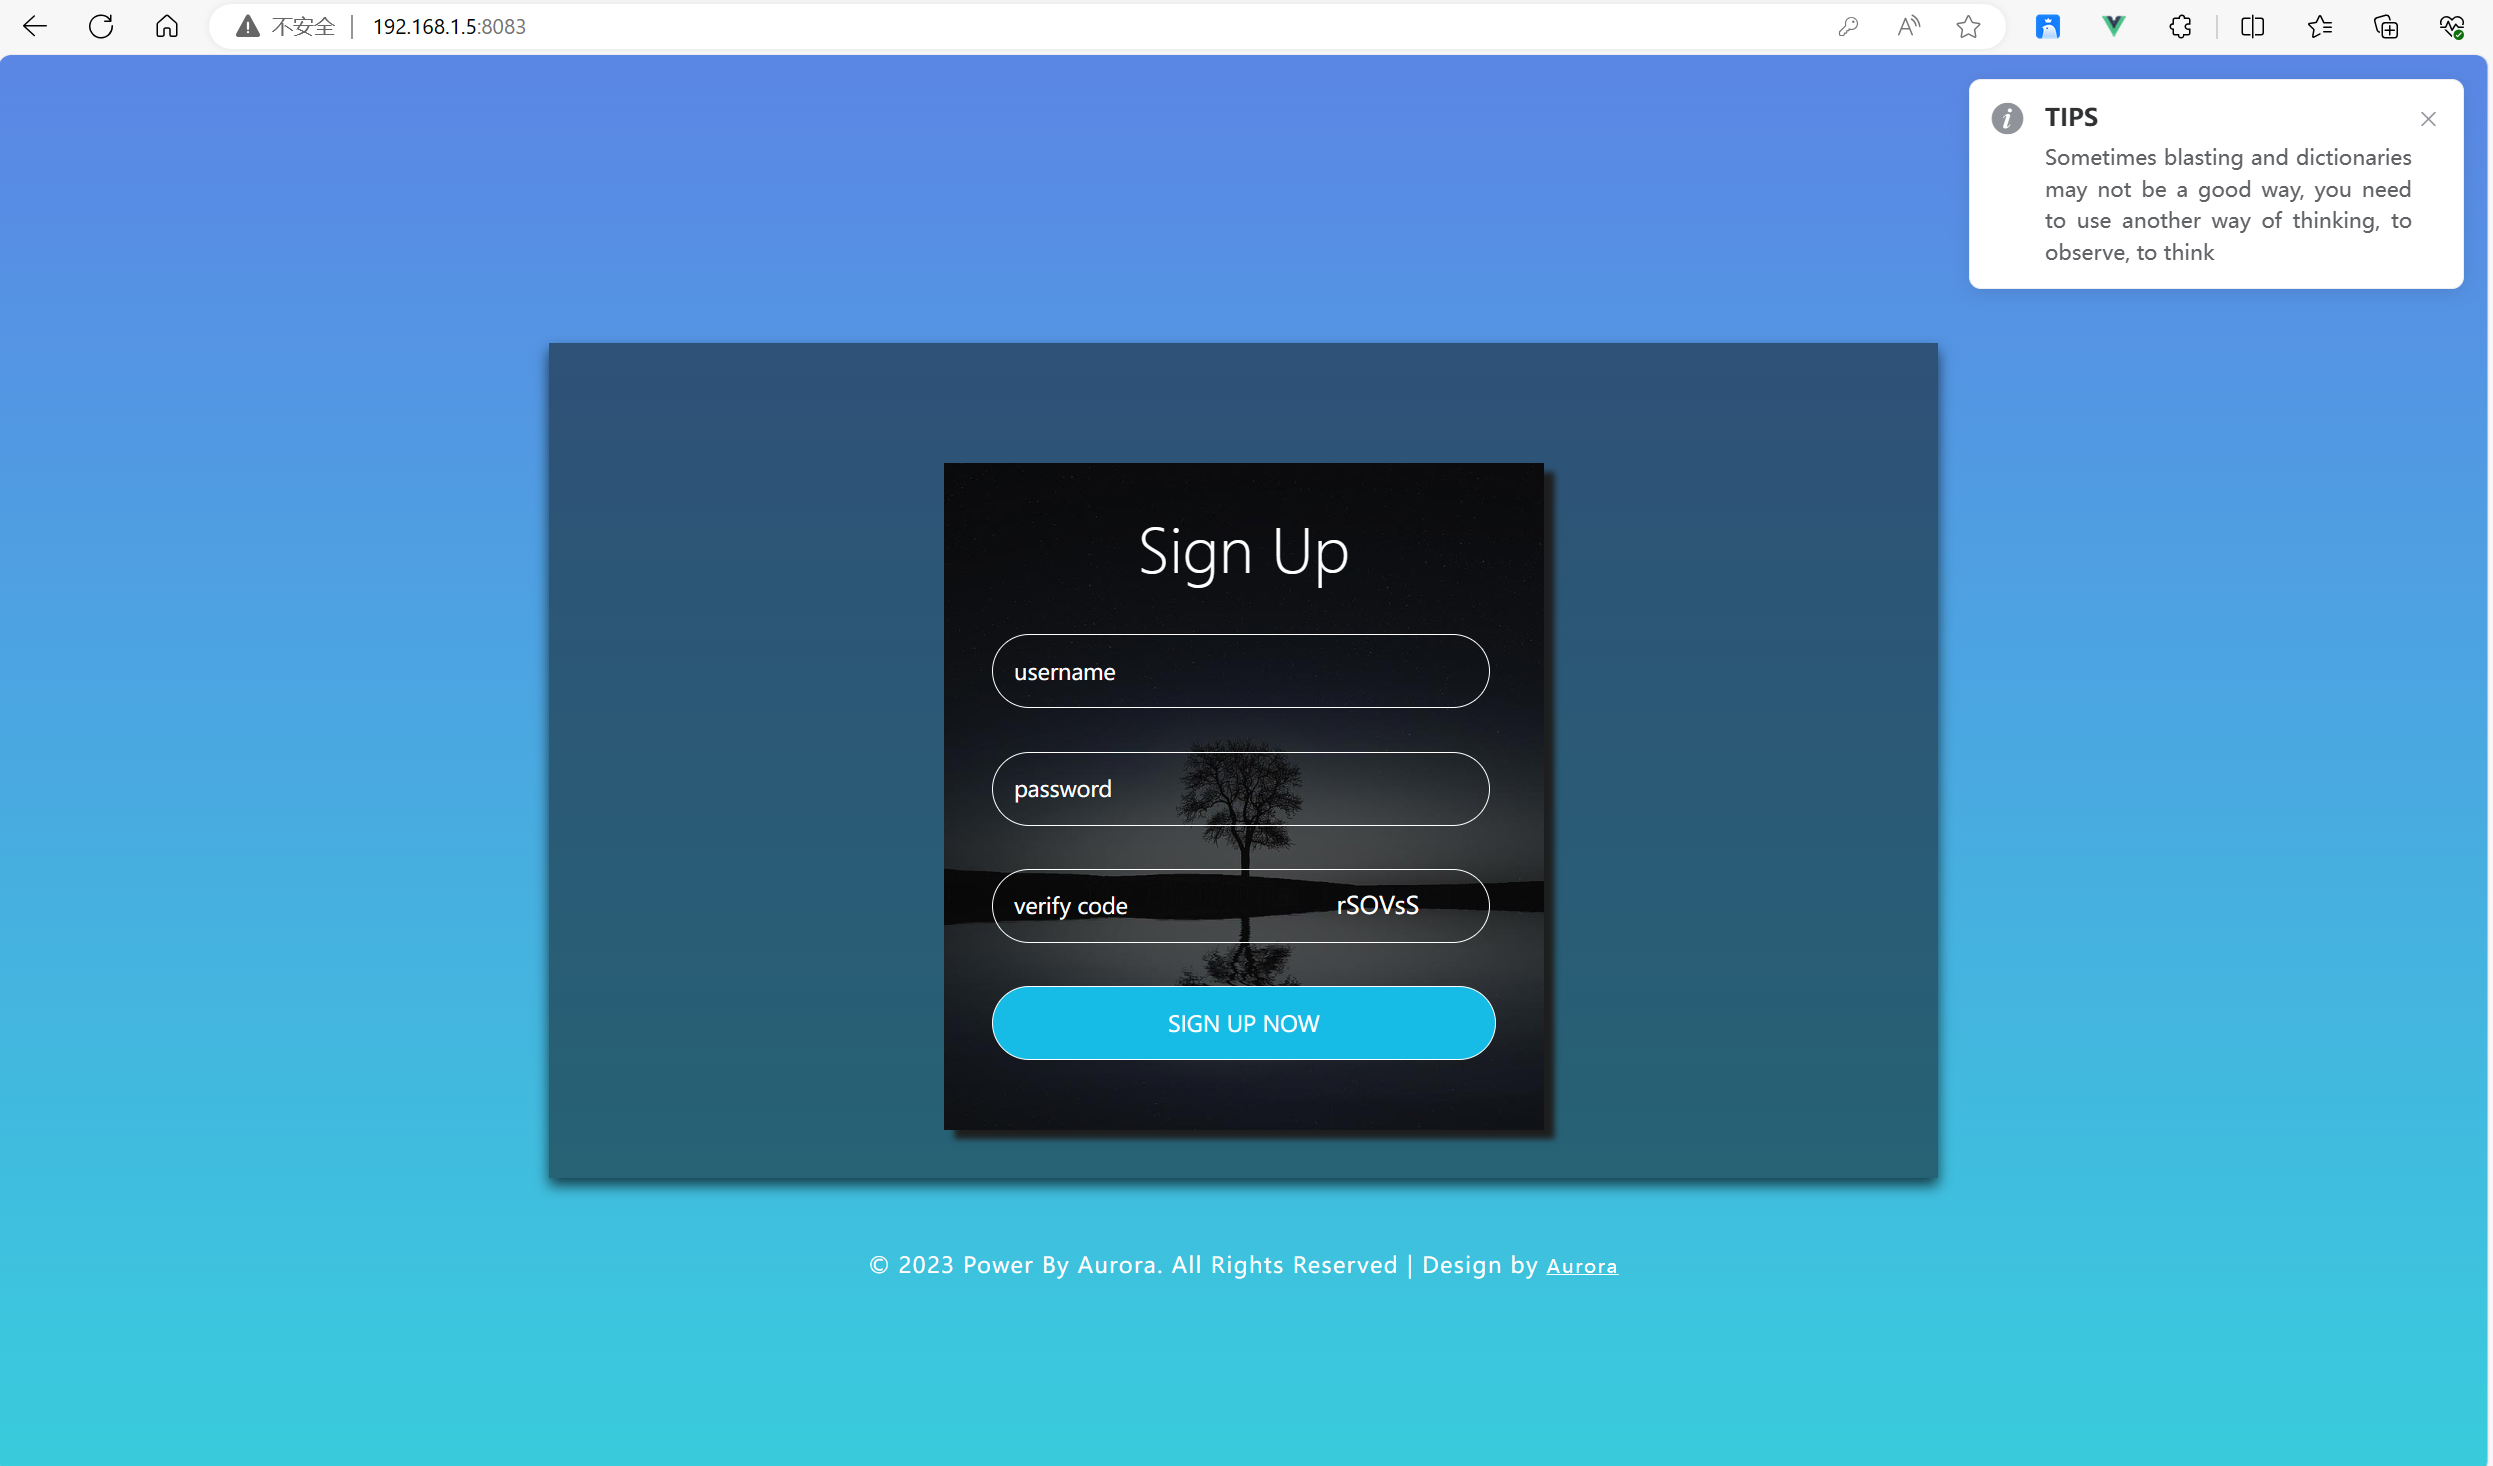 不安全 192.168.1.5:8083
TIPS
Sometimes blasting and dictionaries
may not be a good way, you need
to use another way of thinking, to
observe, to think
Sign Up
username
password
verify code rSOVsS
SIGN UP NOW
© 2023 Power By Aurora. All Rights Reserved | Design by Aurora